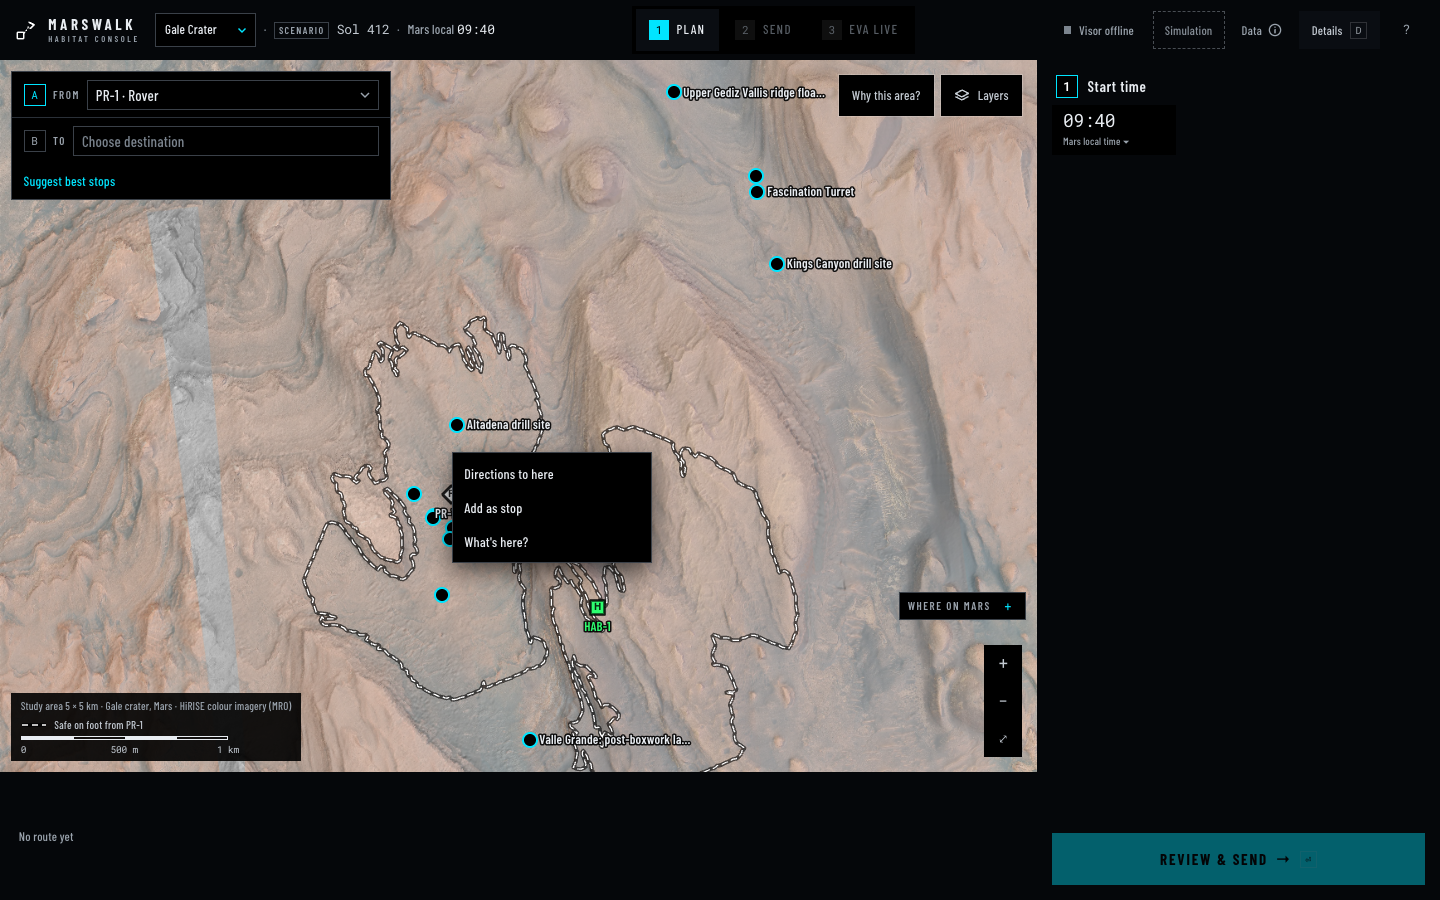 MARSWALK
HABITAT CONSOLE
Gale Crater
· SCENARIO Sol 412 · Mars local 09:40
1 PLAN
2 SEND
3 EVA LIVE
Visor offline
Simulation
Data
Details D
?
A FROM PR-1 · Rover
B TO Choose destination
Suggest best stops
Upper Gediz Vallis ridge floa...
Why this area?
Layers
1 Start time
09:40
Mars local time
Fascination Turret
Kings Canyon drill site
Altadena drill site
Directions to here
Add as stop
What's here?
PR-
H
HAB-1
WHERE ON MARS +
+
−
Study area 5 × 5 km · Gale crater, Mars · HiRISE colour imagery (MRO)
Safe on foot from PR-1
0 500 m 1 km
Valle Grande: post-boxwork la...
No route yet
REVIEW & SEND → ⏎